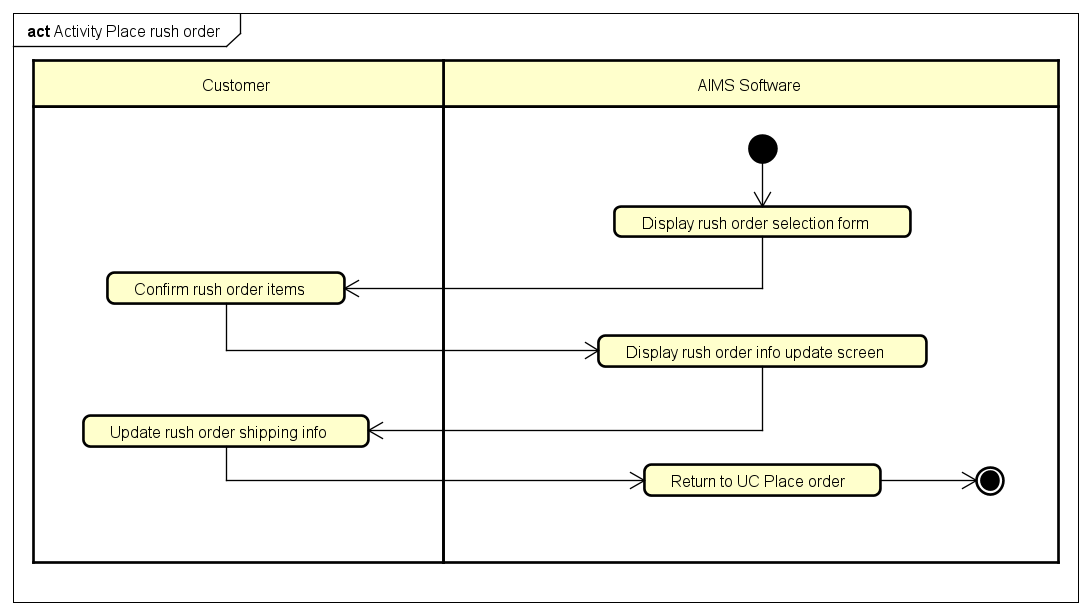 act Activity Place rush order
Customer
AIMS Software
Display rush order selection form
Confirm rush order items
Display rush order info update screen
Update rush order shipping info
Return to UC Place order